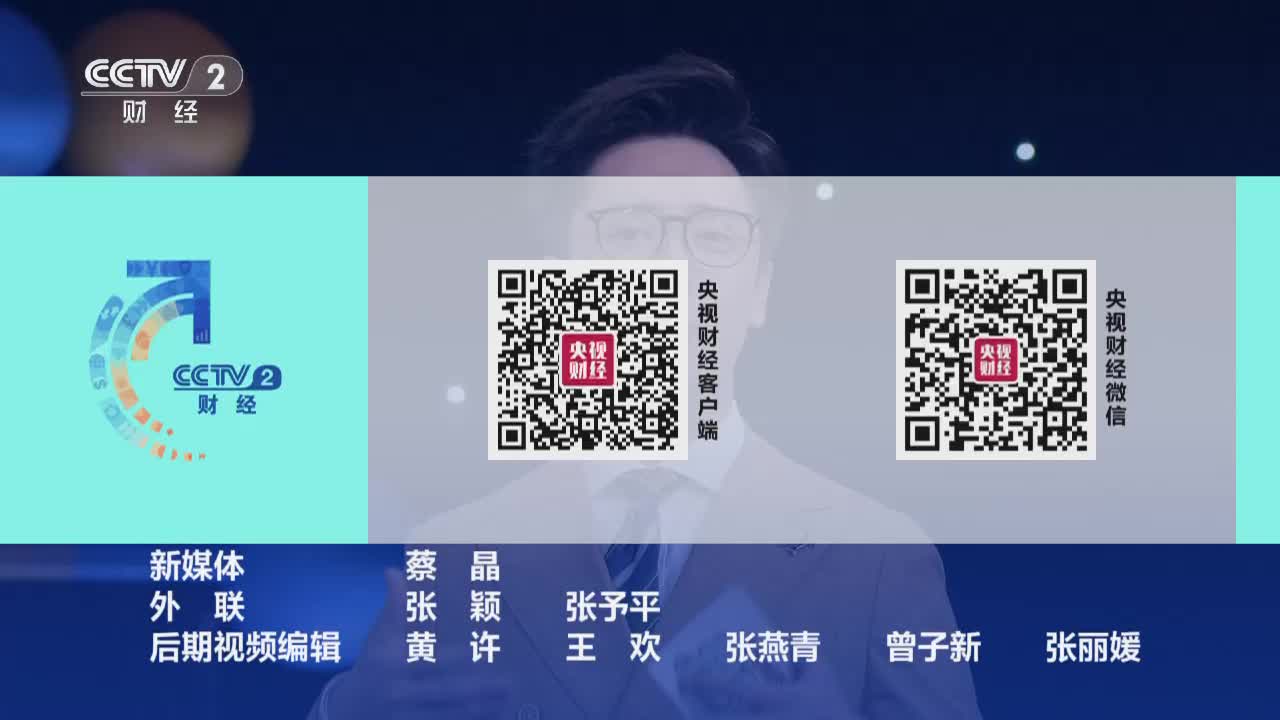 CCTV 2
财 经
CCTV 2
财 经
央视
财经
央视财经客户端
央视
财经
央视财经微信
新媒体 蔡 晶
外 联 张 颖 张予平
后期视频编辑 黄 许 王 欢 张燕青 曾子新 张丽媛